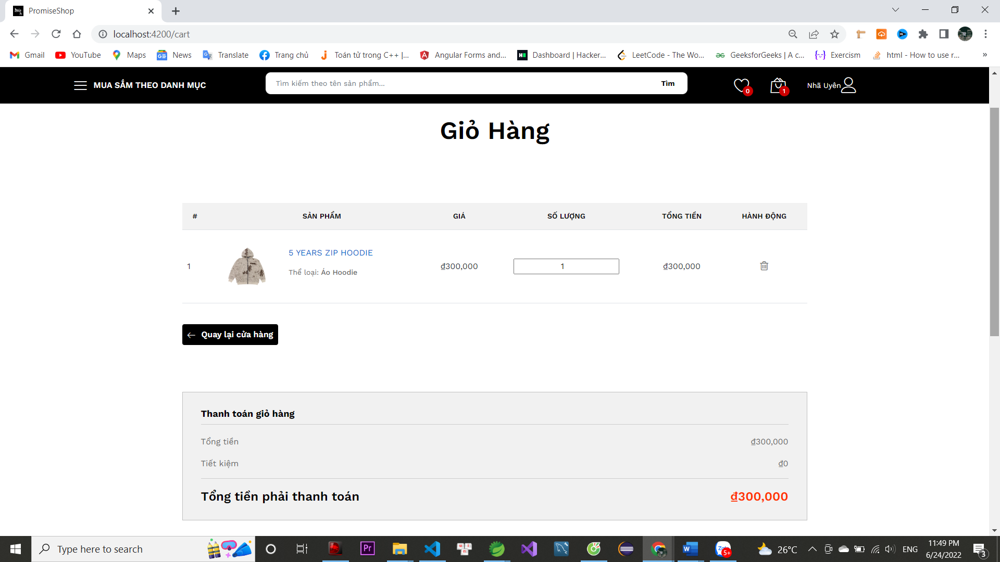 PromiseShop
localhost:4200/cart
Gmail YouTube Maps News Translate Trang chủ Toán tử trong C++ |... Angular Forms and... Dashboard | Hacker... LeetCode - The Wo... GeeksforGeeks | A c... Exercism html - How to use r... »
MUA SẮM THEO DANH MỤC
Tìm kiếm theo tên sản phẩm...
Tìm
0
1
Nhã Uyên
Giỏ Hàng
# SẢN PHẨM GIÁ SỐ LƯỢNG TỔNG TIỀN HÀNH ĐỘNG
5 YEARS ZIP HOODIE
1 ₫300,000 1 ₫300,000
Thể loại: Áo Hoodie
Quay lại cửa hàng
Thanh toán giỏ hàng
Tổng tiền ₫300,000
Tiết kiệm ₫0
Tổng tiền phải thanh toán ₫300,000
Type here to search
Pr
5+
26°C
ENG
11:49 PM
6/24/2022
3